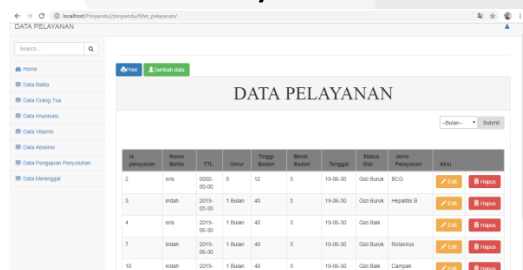 localhost/Posyandu2/posyandu/filter_pelayanan/
DATA PELAYANAN
Search...
Home
Data Balita
Data Orang Tua
Data Imunisasi
Data Vitamin
Data Absensi
Data Pengajuan Penyuluhan
Data Meninggal
Print Tambah data
DATA PELAYANAN
--Bulan-- Submit
Id pelayanan Nama Balita TTL Umur Tinggi Badan Berat Badan Tanggal Status Gizi Jenis Pelayanan Aksi
2 eris 0000-00-00 0 12 3 19-06-30 Gizi Buruk BCG Edit Hapus
3 indah 2019-05-30 1 Bulan 40 3 19-06-30 Gizi Buruk Hepatitis B Edit Hapus
4 eris 2019-06-30 1 Bulan 40 3 19-06-30 Gizi Baik Edit Hapus
7 indah 2019-06-30 1 Bulan 40 3 19-06-30 Gizi Buruk Rotavirus Edit Hapus
10 indah 2019- 1 Bulan 40 3 19-06-30 Gizi Baik Campak Edit Hapus